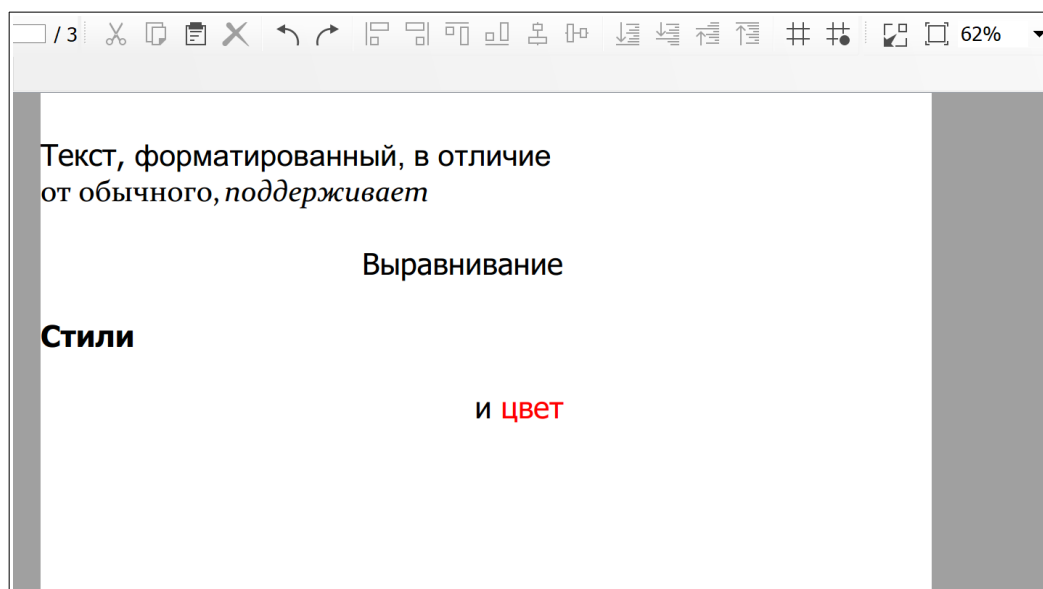 / 3
62%
Текст, форматированный, в отличие
от обычного, поддерживает
Выравнивание
Стили
и цвет